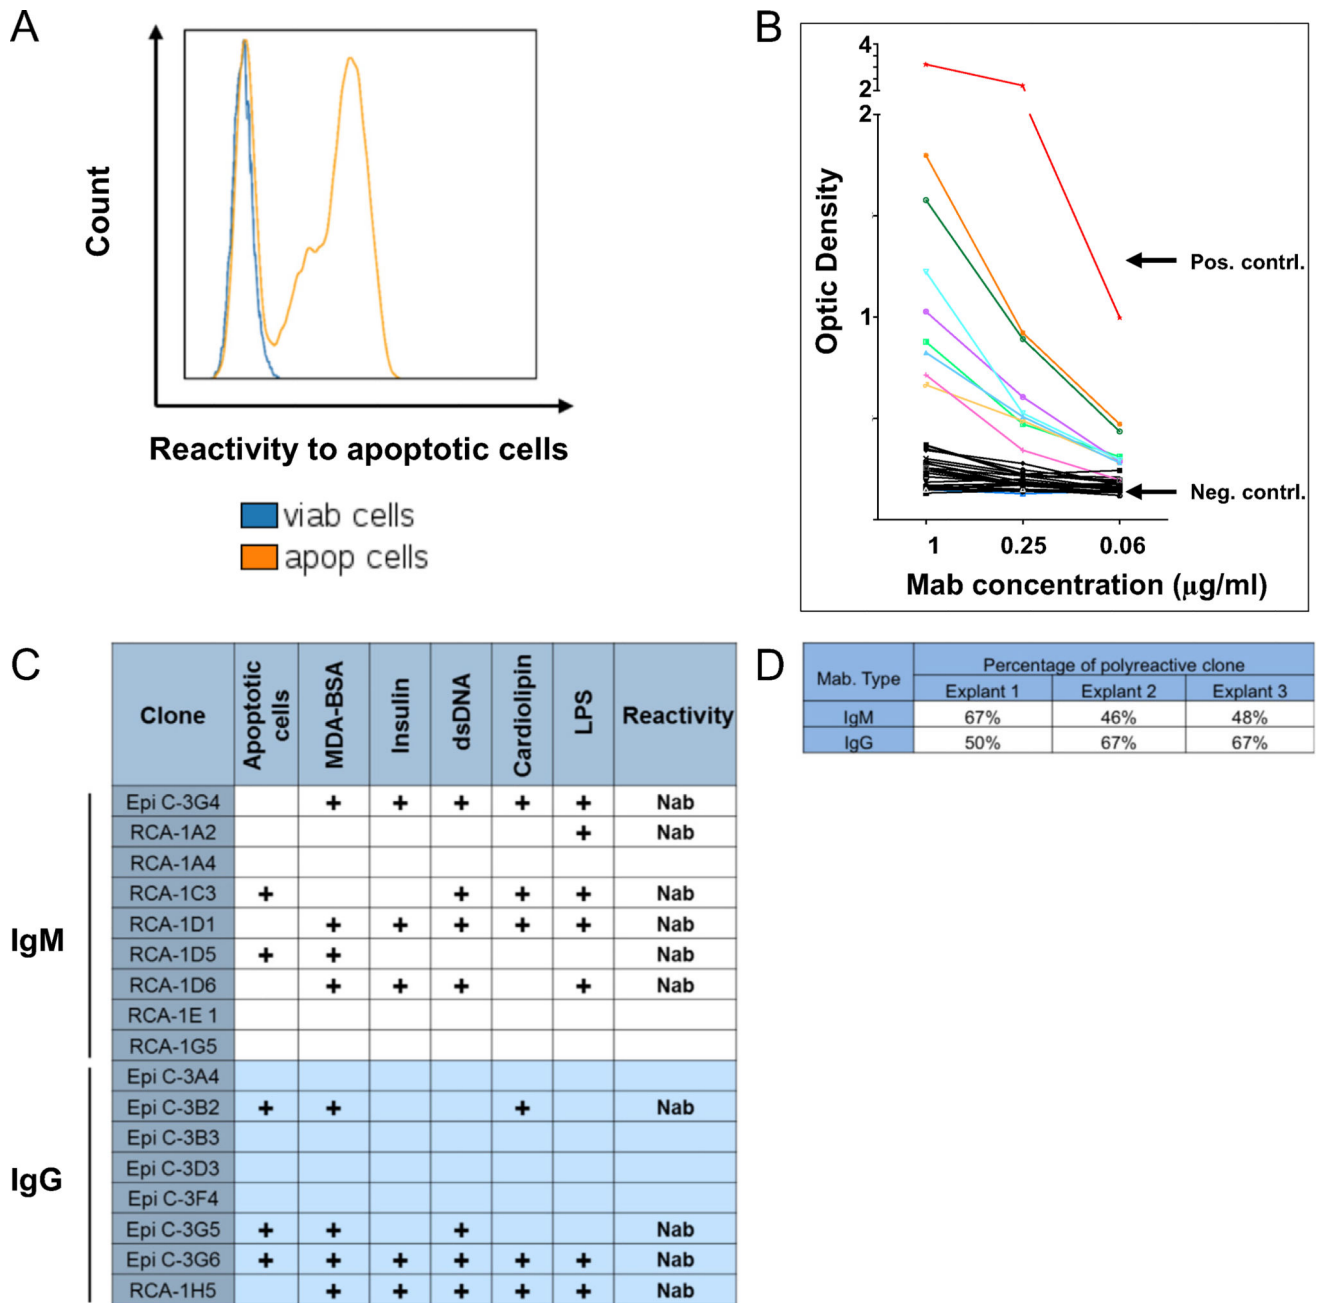 A
Count
Reactivity to apoptotic cells
viab cells
apop cells
B
4
2
2
1
Optic Density
Pos. contrl.
Neg. contrl.
1 0.25 0.06
Mab concentration (µg/ml)
C
Clone Apoptotic cells MDA-BSA Insulin dsDNA Cardiolipin LPS Reactivity
IgM
Epi C-3G4 + + + + + Nab
RCA-1A2 + Nab
RCA-1A4
RCA-1C3 + + + + Nab
RCA-1D1 + + + + + Nab
RCA-1D5 + + Nab
RCA-1D6 + + + + Nab
RCA-1E 1
RCA-1G5
IgG
Epi C-3A4
Epi C-3B2 + + + Nab
Epi C-3B3
Epi C-3D3
Epi C-3F4
Epi C-3G5 + + + Nab
Epi C-3G6 + + + + + + Nab
RCA-1H5 + + + + + Nab
D
Mab. Type Percentage of polyreactive clone
Explant 1 Explant 2 Explant 3
IgM 67% 46% 48%
IgG 50% 67% 67%